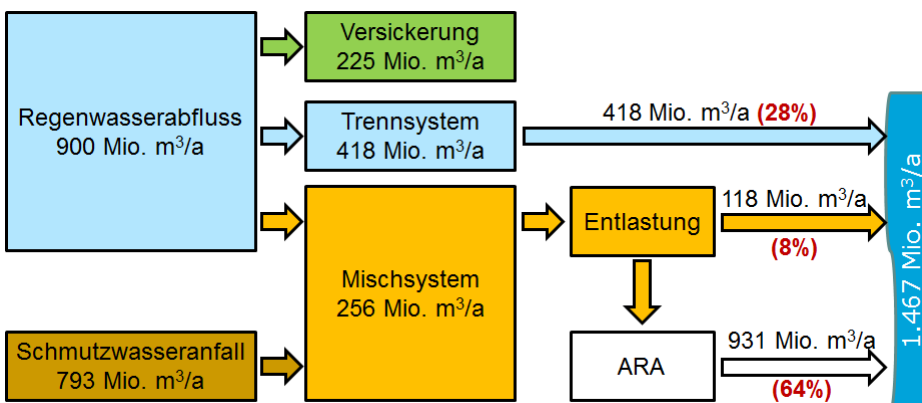 Regenwasserabfluss
900 Mio. m³/a
Versickerung
225 Mio. m³/a
Trennsystem
418 Mio. m³/a
418 Mio. m³/a (28%)
Mischsystem
256 Mio. m³/a
Entlastung
118 Mio. m³/a
(8%)
Schmutzwasseranfall
793 Mio. m³/a
ARA
931 Mio. m³/a
(64%)
1.467 Mio. m³/a